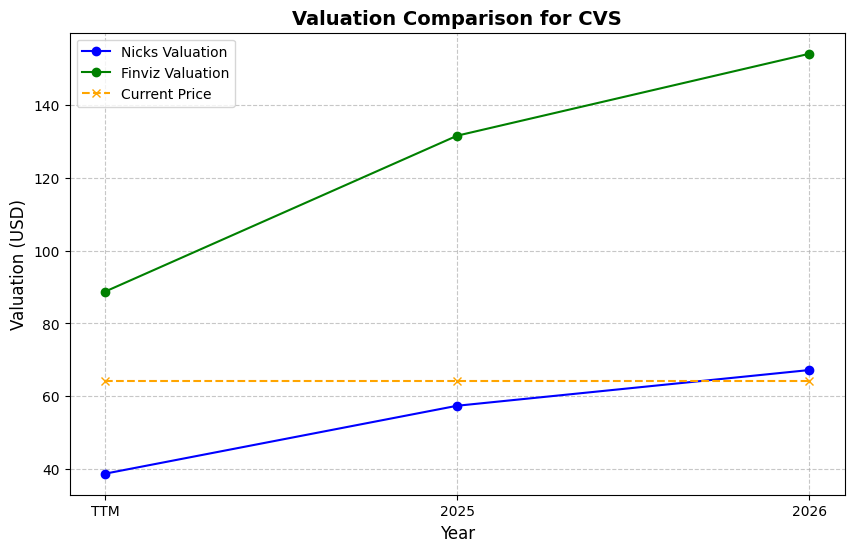 Valuation Comparison for CVS
Nicks Valuation
Finviz Valuation
Current Price
Valuation (USD)
140
120
100
80
60
40
TTM
2025
2026
Year